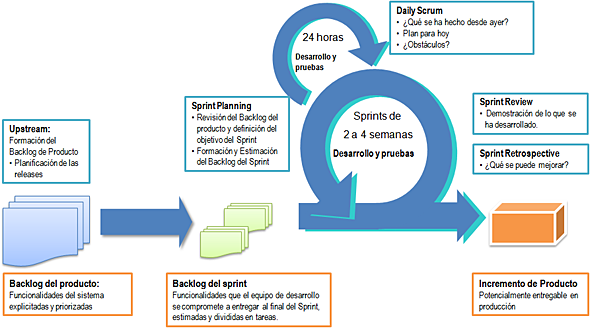 Daily Scrum
• ¿Qué se ha hecho desde ayer?
• Plan para hoy
• ¿Obstáculos?
24 horas
Desarrollo y
pruebas
Sprint Planning
• Revisión del Backlog del
producto y definición del
objetivo del Sprint
• Formación y Estimación
del Backlog del Sprint
Sprints de
2 a 4 semanas
Desarrollo y pruebas
Sprint Review
• Demostración de lo que se
ha desarrollado.
Sprint Retrospective
• ¿Qué se puede mejorar?
Upstream:
Formación del
Backlog de Producto
• Planificación de las
releases
Backlog del producto:
Funcionalidades del sistema
explicitadas y priorizadas
Backlog del sprint
Funcionalidades que el equipo de desarrollo
se compromete a entregar al final del Sprint,
estimadas y divididas en tareas.
Incremento de Producto
Potencialmente entregable en
producción